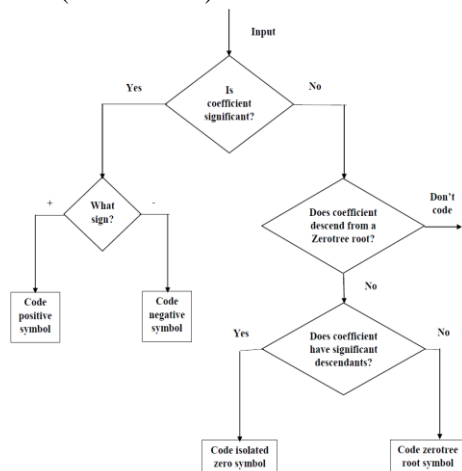 Input
Yes
Is
coefficient
significant?
No
+
What
sign?
-
Does coefficient
descend from a
Zerotree root?
Don't
code
No
Code
positive
symbol
Code
negative
symbol
Yes
Does coefficient
have significant
descendants?
No
Code isolated
zero symbol
Code zerotree
root symbol